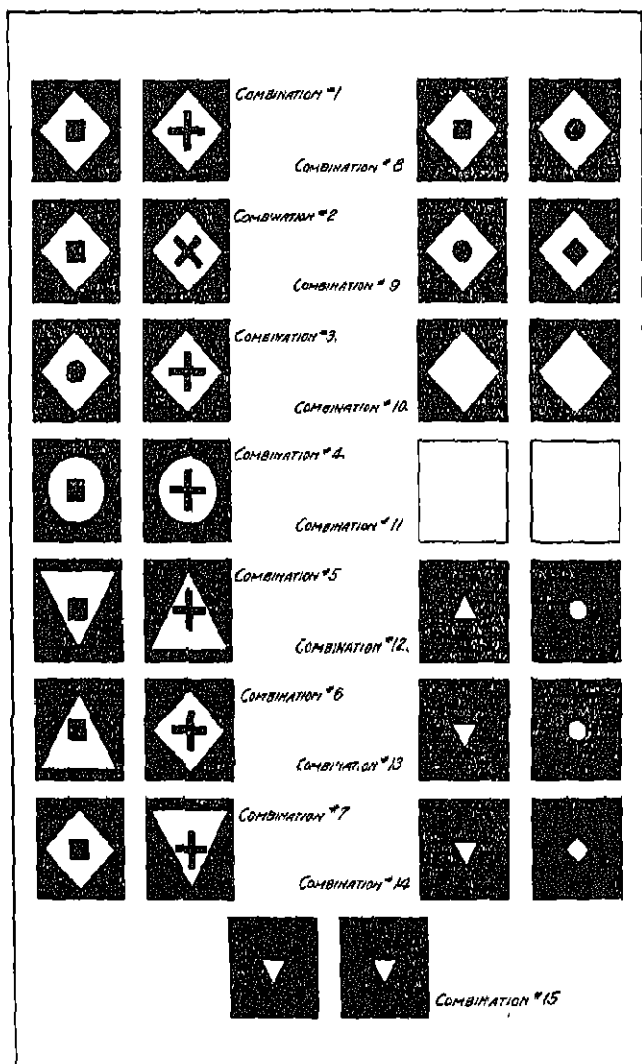 COMBINATION #1
COMBINATION #8
COMBINATION #2
COMBINATION #9
COMBINATION #3.
COMBINATION #10.
COMBINATION #4.
COMBINATION #11
COMBINATION #5
COMBINATION #12.
COMBINATION #6
COMBINATION #13
COMBINATION #7
COMBINATION #14.
COMBINATION #15